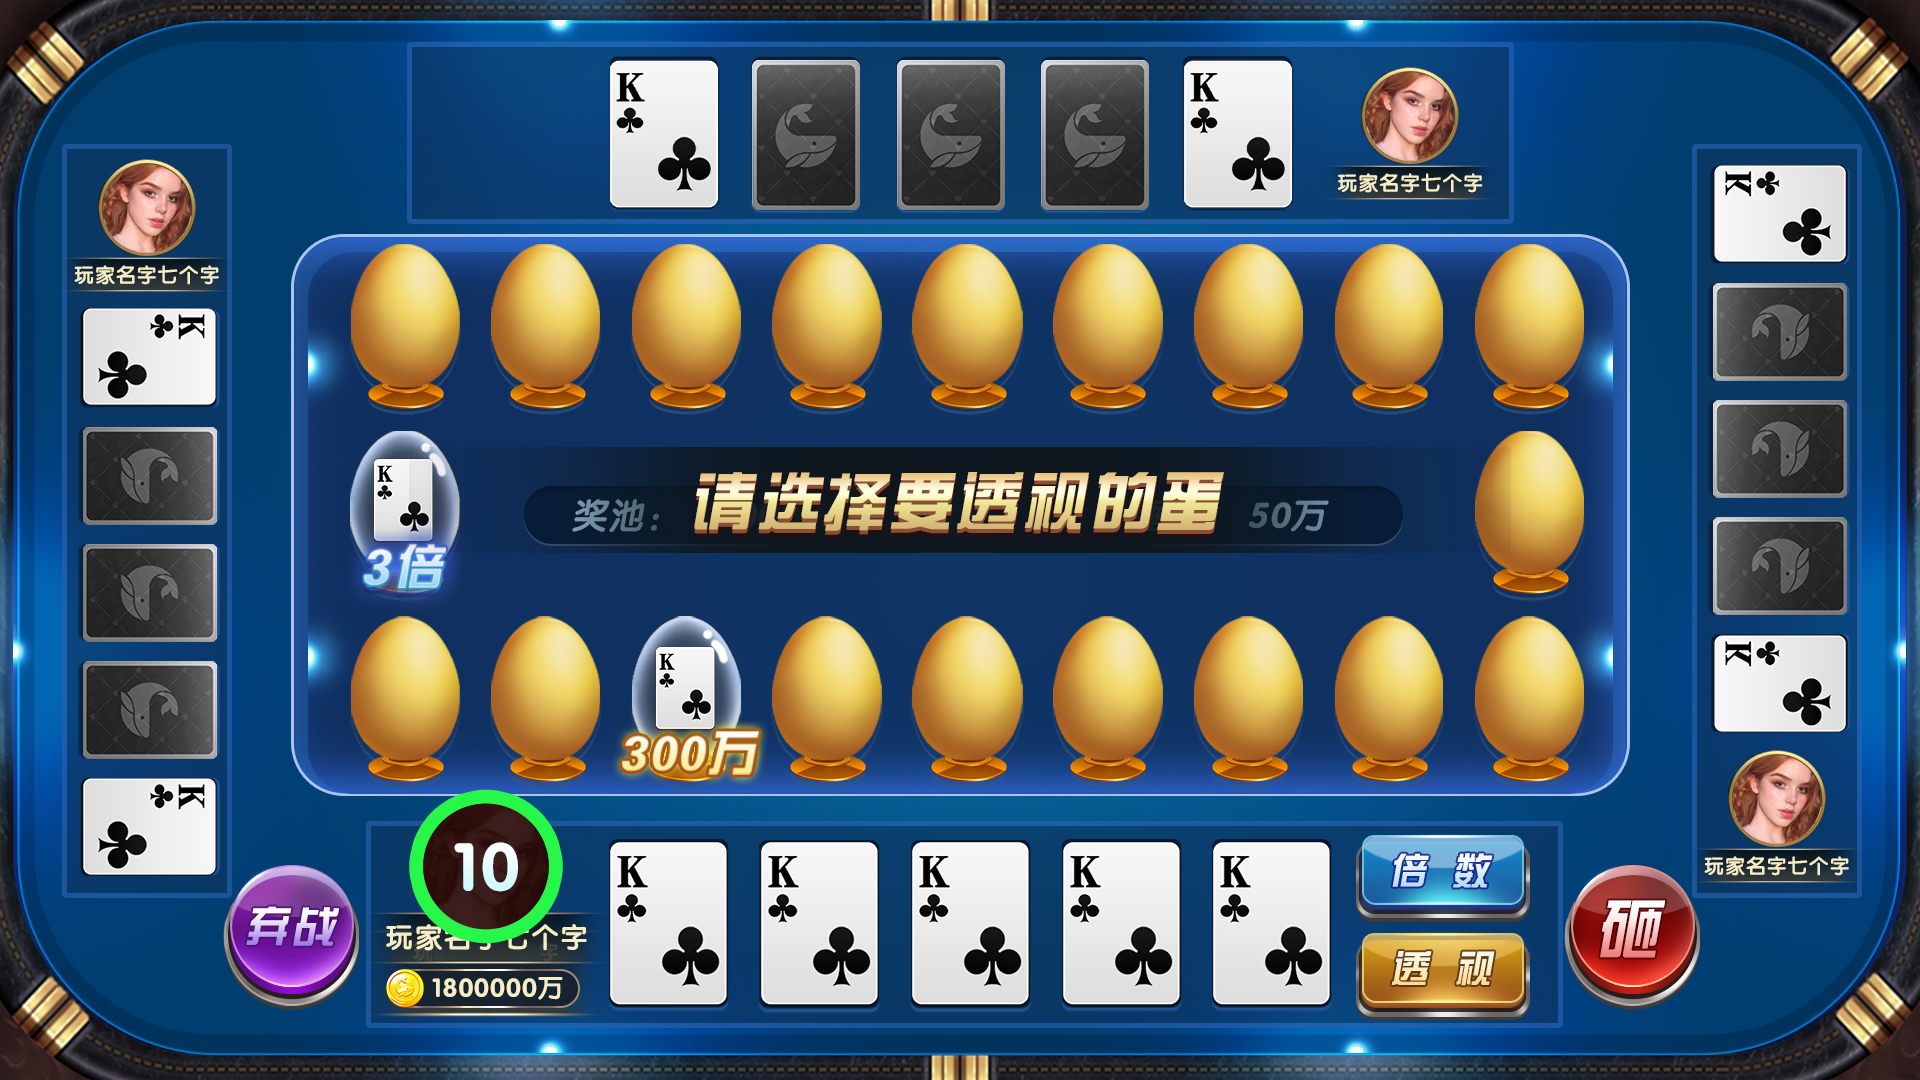 K
K
玩家名字七个字
玩家名字七个字
K
K
K
3倍
奖池：
请选择要透视的蛋
50万
K
K
300万
K
玩家名字七个字
10
玩家名字七个字
1800000万
K
K
K
K
K
弃战
倍 数
透 视
砸